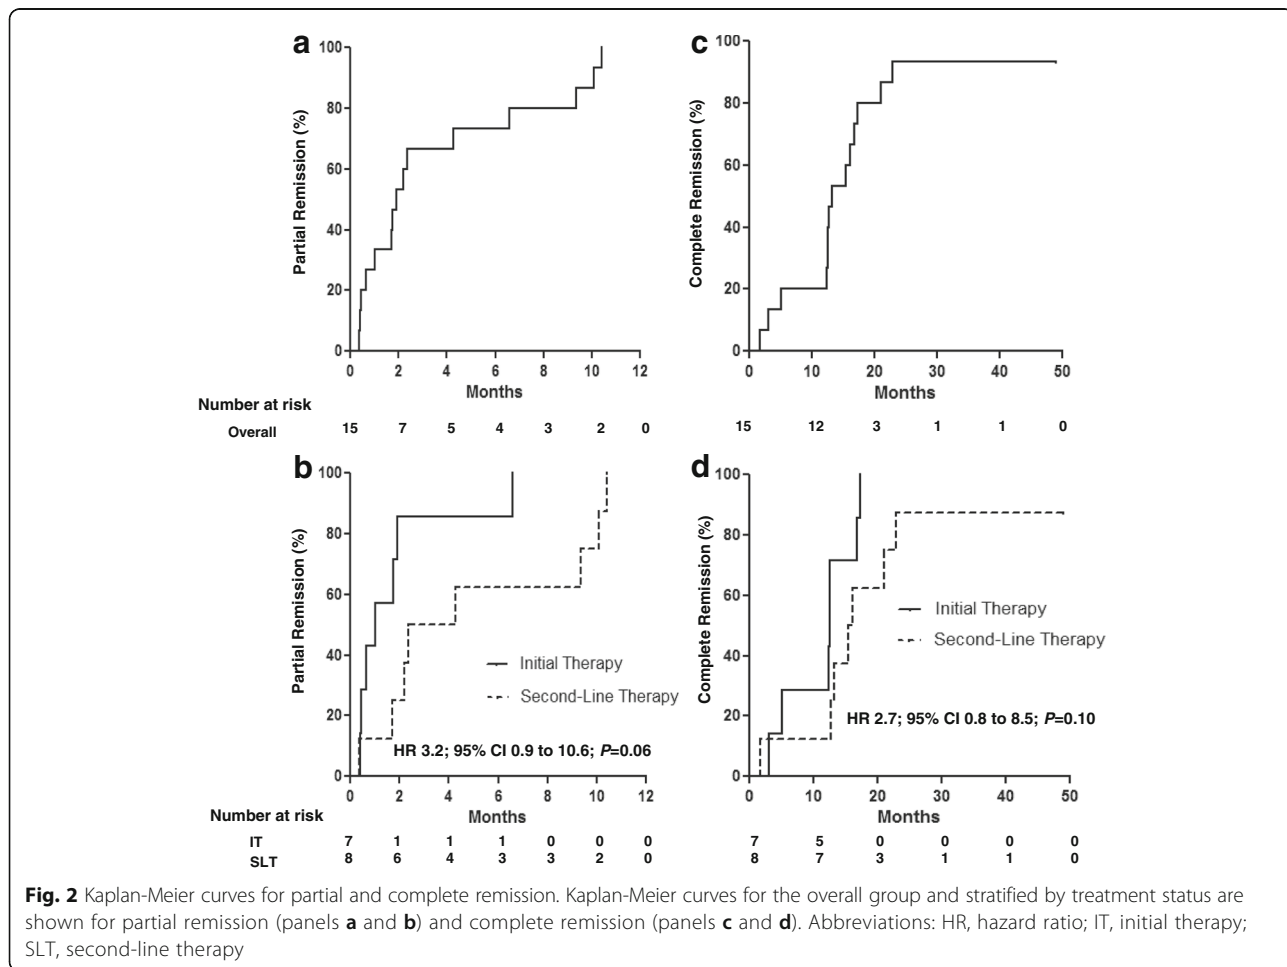 a
100
80
60
40
20
0
Partial Remission (%)
0 2 4 6 8 10 12
Months
Number at risk
Overall 15 7 5 4 3 2 0
c
100
80
60
40
20
0
Complete Remission (%)
0 10 20 30 40 50
Months
15 12 3 1 1 0
b
100
80
60
40
20
0
Partial Remission (%)
Initial Therapy
Second-Line Therapy
HR 3.2; 95% CI 0.9 to 10.6; P=0.06
0 2 4 6 8 10 12
Months
Number at risk
IT 7 1 1 1 0 0 0
SLT 8 6 4 3 3 2 0
d
100
80
60
40
20
0
Complete Remission (%)
Initial Therapy
Second-Line Therapy
HR 2.7; 95% CI 0.8 to 8.5; P=0.10
0 10 20 30 40 50
Months
7 5 0 0 0 0
8 7 3 1 1 0
Fig. 2 Kaplan-Meier curves for partial and complete remission. Kaplan-Meier curves for the overall group and stratified by treatment status are
shown for partial remission (panels a and b) and complete remission (panels c and d). Abbreviations: HR, hazard ratio; IT, initial therapy;
SLT, second-line therapy